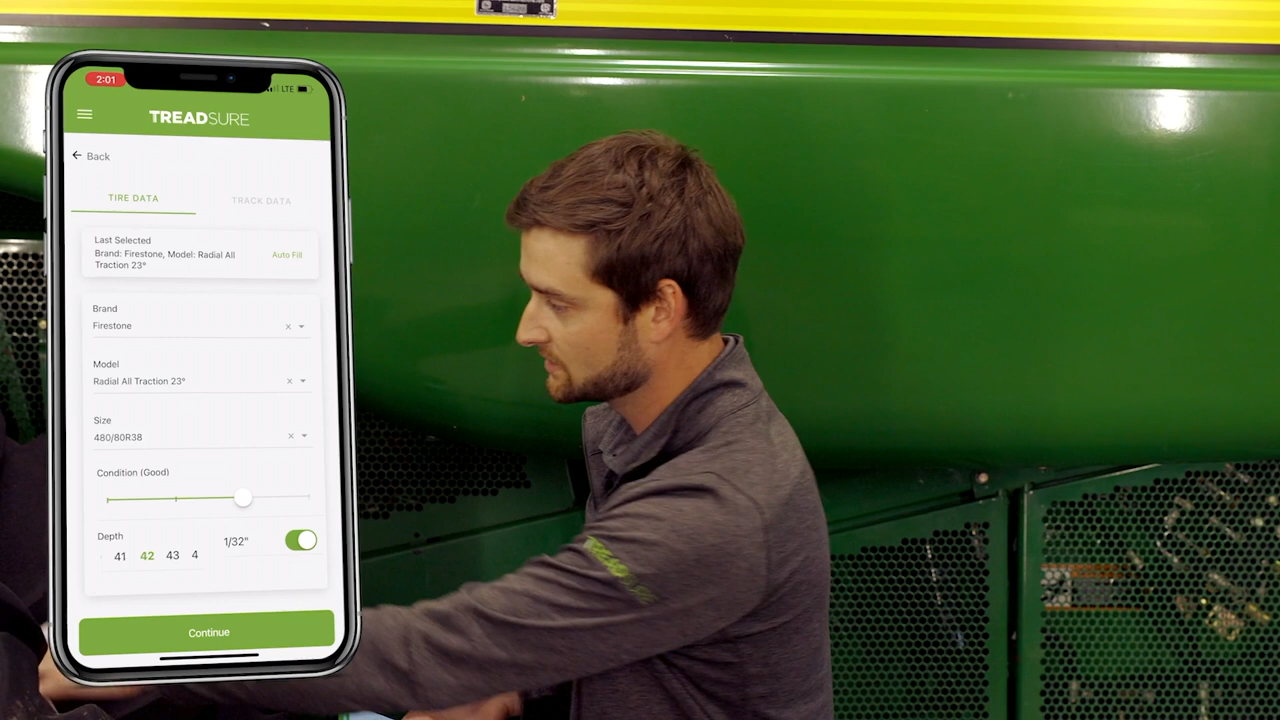 2:01
LTE
TREADSURE
Back
TIRE DATA
TRACK DATA
Last Selected
Brand: Firestone, Model: Radial All
Traction 23°
Auto Fill
Brand
Firestone
Model
Radial All Traction 23°
Size
480/80R38
Condition (Good)
Depth
1/32"
41 42 43 4
Continue